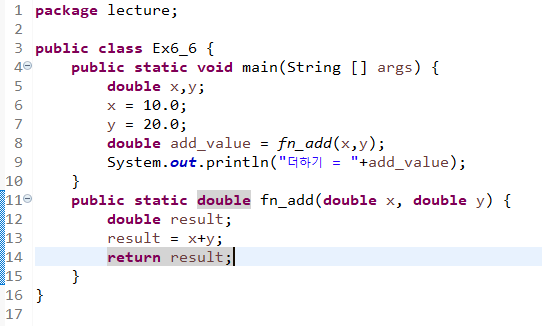 1 package lecture;
2
3 public class Ex6_6 {
4 public static void main(String [] args) {
5 double x,y;
6 x = 10.0;
7 y = 20.0;
8 double add_value = fn_add(x,y);
9 System.out.println("더하기 = "+add_value);
10 }
11 public static double fn_add(double x, double y) {
12 double result;
13 result = x+y;
14 return result;
15 }
16 }
17